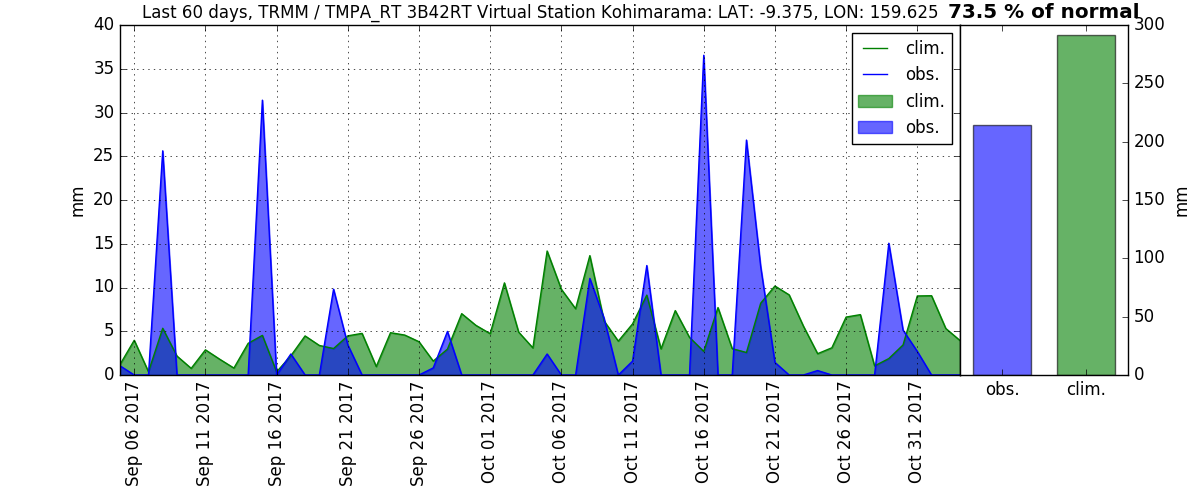 Last 60 days, TRMM / TMPA_RT 3B42RT Virtual Station Kohimarama: LAT: -9.375, LON: 159.625
73.5 % of normal
40
35
30
25
20
15
10
5
0
mm
clim.
obs.
clim.
obs.
Sep 06 2017
Sep 11 2017
Sep 16 2017
Sep 21 2017
Sep 26 2017
Oct 01 2017
Oct 06 2017
Oct 11 2017
Oct 16 2017
Oct 21 2017
Oct 26 2017
Oct 31 2017
300
250
200
150
100
50
0
mm
obs.
clim.